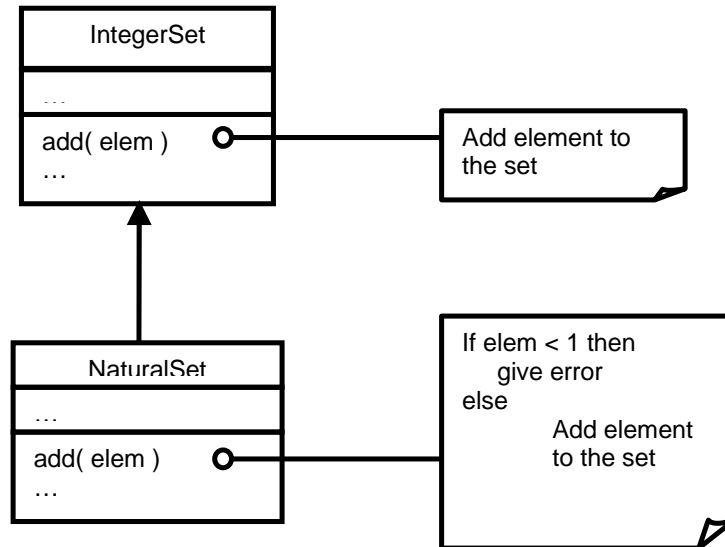 IntegerSet
…
add( elem )
…
Add element to
the set
NaturalSet
…
add( elem )
…
If elem < 1 then
give error
else
Add element
to the set